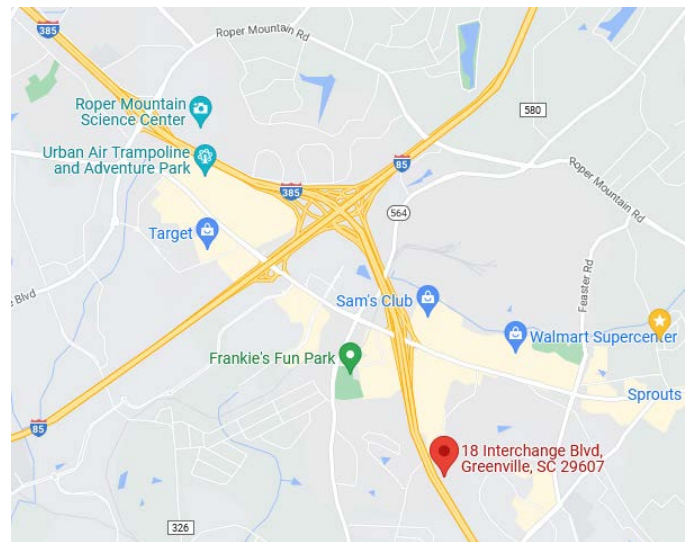 385
Roper Mountain Rd
Roper Mountain
Science Center
580
Urban Air Trampoline
and Adventure Park
85
Roper Mountain Rd
385
564
Target
Feaster Rd
Blvd
Sam's Club
Walmart Supercenter
Frankie's Fun Park
Sprouts
85
18 Interchange Blvd,
Greenville, SC 29607
326